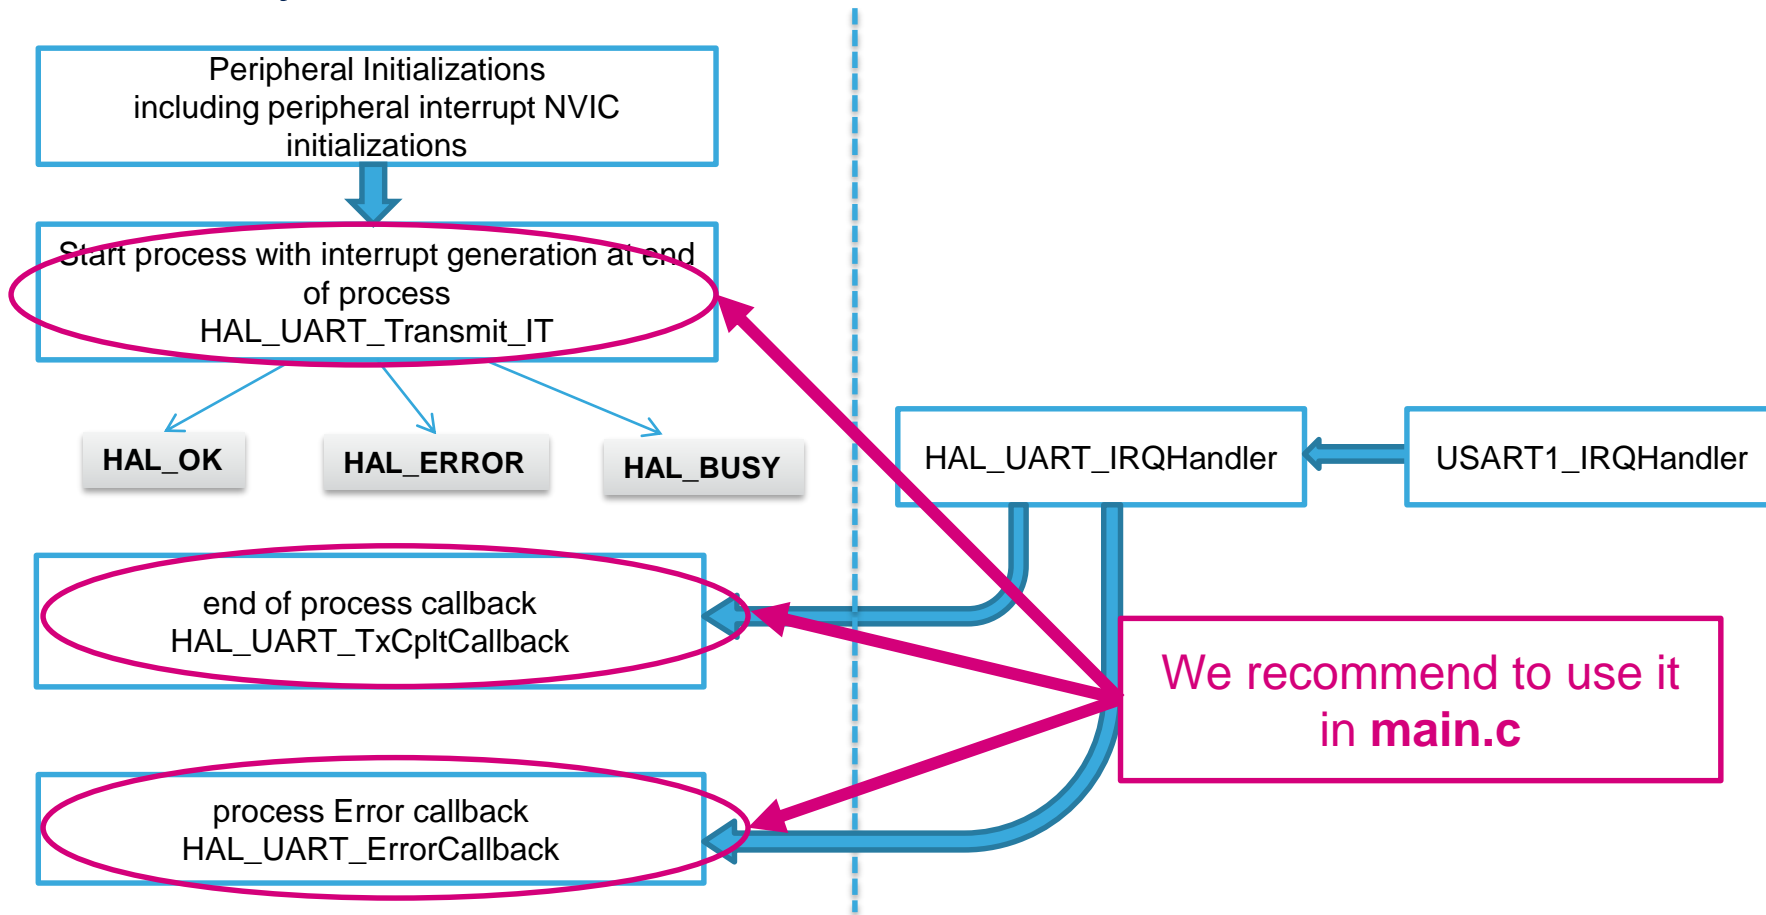 Peripheral Initializations
including peripheral interrupt NVIC
initializations
Start process with interrupt generation at end
of process
HAL_UART_Transmit_IT
HAL_OK
HAL_ERROR
HAL_BUSY
HAL_UART_IRQHandler
USART1_IRQHandler
end of process callback
HAL_UART_TxCpltCallback
We recommend to use it
in main.c
process Error callback
HAL_UART_ErrorCallback